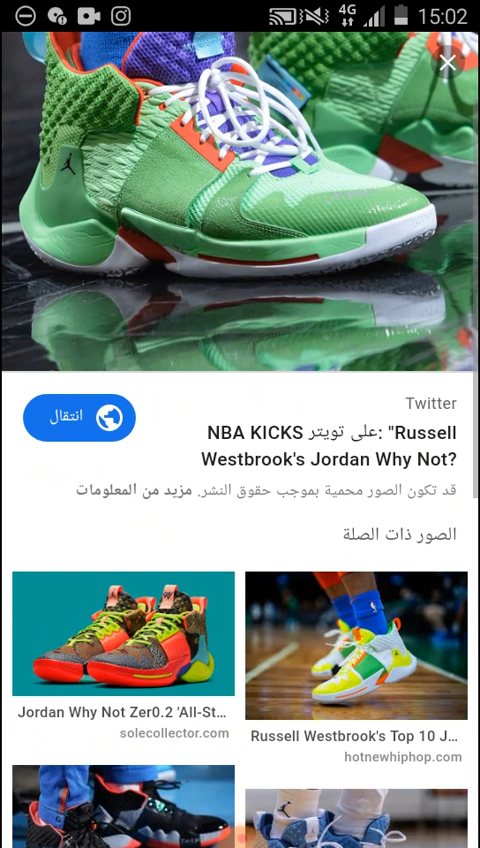 4G 15:02
Twitter
NBA KICKS على تويتر: "Russell
Westbrook's Jordan Why Not?
انتقال
قد تكون الصور محمية بموجب حقوق النشر. مزيد من المعلومات
الصور ذات الصلة
Jordan Why Not Zer0.2 'All-St...
solecollector.com
Russell Westbrook's Top 10 J...
hotnewhiphop.com